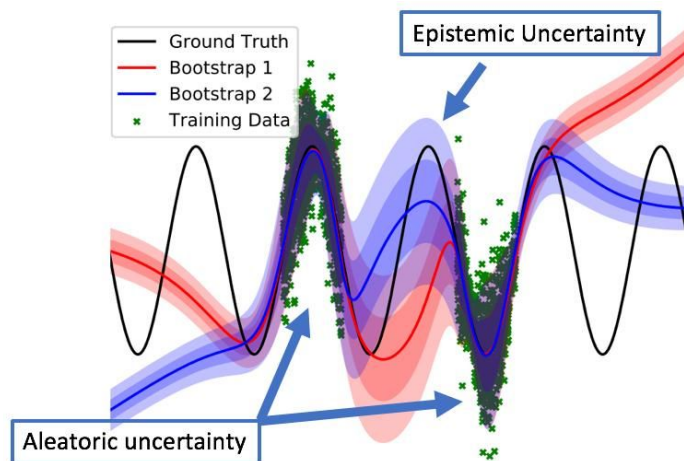 Epistemic Uncertainty
Ground Truth
Bootstrap 1
Bootstrap 2
Training Data
Aleatoric uncertainty